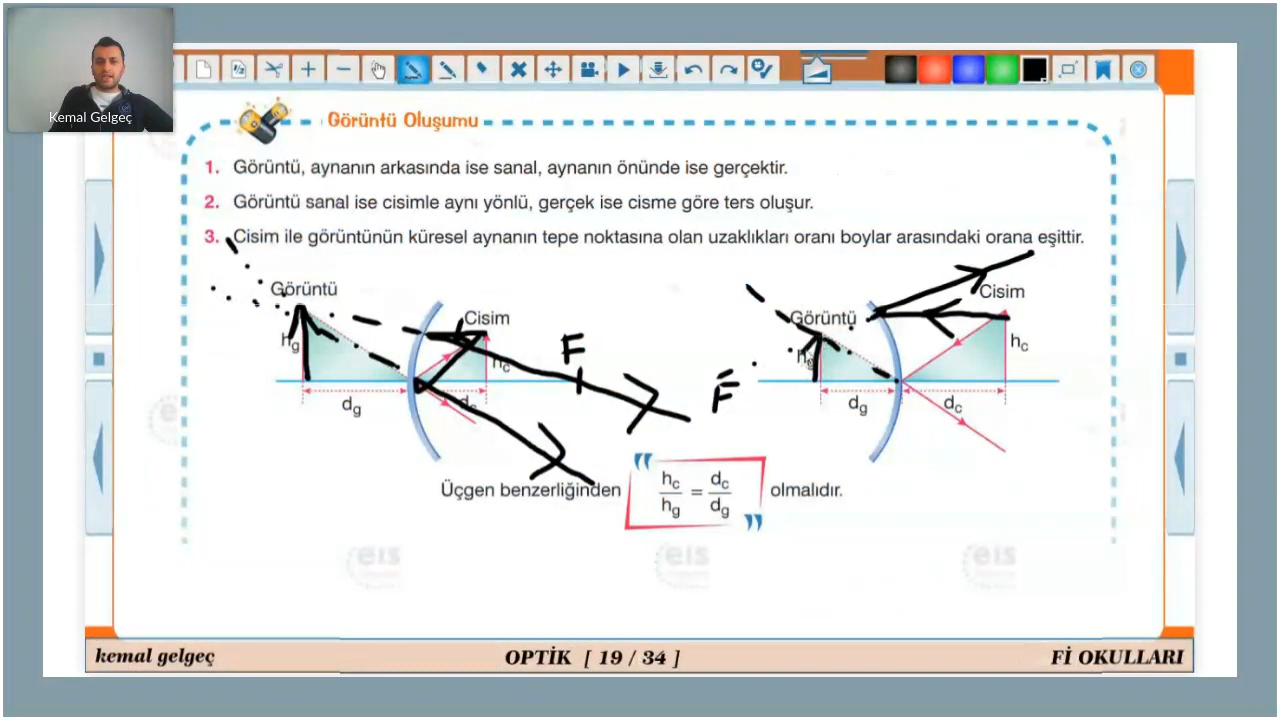 Kemal Gelgeç
Görüntü Oluşumu
1. Görüntü, aynanın arkasında ise sanal, aynanın önünde ise gerçektir.
2. Görüntü sanal ise cisimle aynı yönlü, gerçek ise cisme göre ters oluşur.
3. Cisim ile görüntünün küresel aynanın tepe noktasına olan uzaklıkları oranı boylar arasındaki orana eşittir.
Görüntü Cisim Görüntü Cisim
hg hc F hg hc
dg dc F dg dc
Üçgen benzerliğinden " hc/hg = dc/dg " olmalıdır.
eis eis eis
kemal gelgeç OPTİK [ 19 / 34 ] Fİ OKULLARI